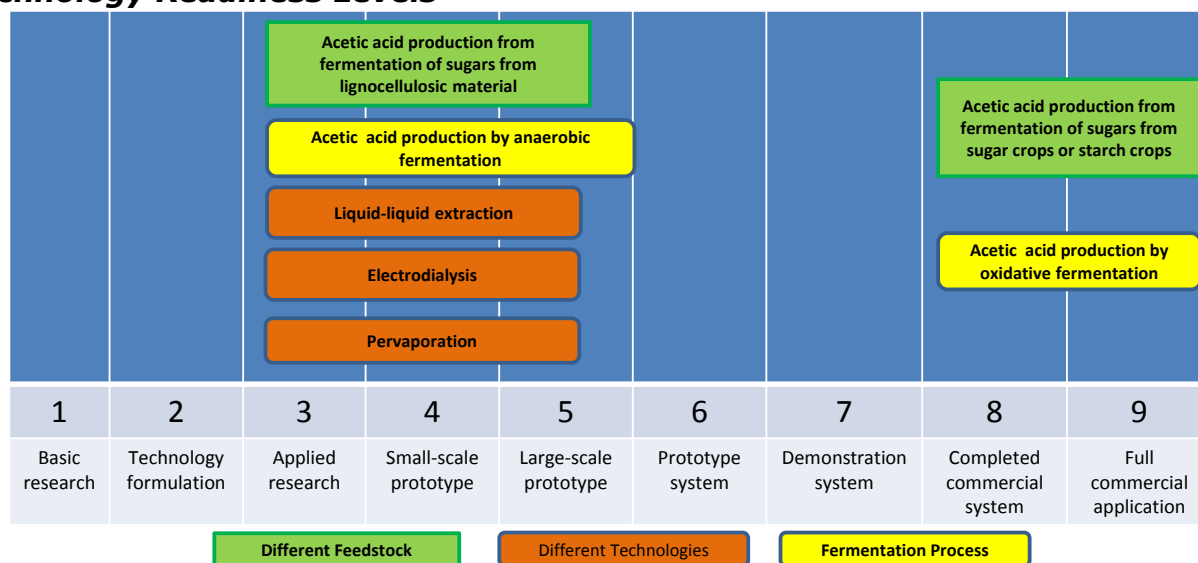 Acetic acid production from
fermentation of sugars from
lignocellulosic material
Acetic acid production by anaerobic
fermentation
Liquid-liquid extraction
Electrodialysis
Pervaporation
Acetic acid production from
fermentation of sugars from
sugar crops or starch crops
Acetic acid production by
oxidative fermentation
1 2 3 4 5 6 7 8 9
Basic
research
Technology
formulation
Applied
research
Small-scale
prototype
Large-scale
prototype
Prototype
system
Demonstration
system
Completed
commercial
system
Full
commercial
application
Different Feedstock
Different Technologies
Fermentation Process